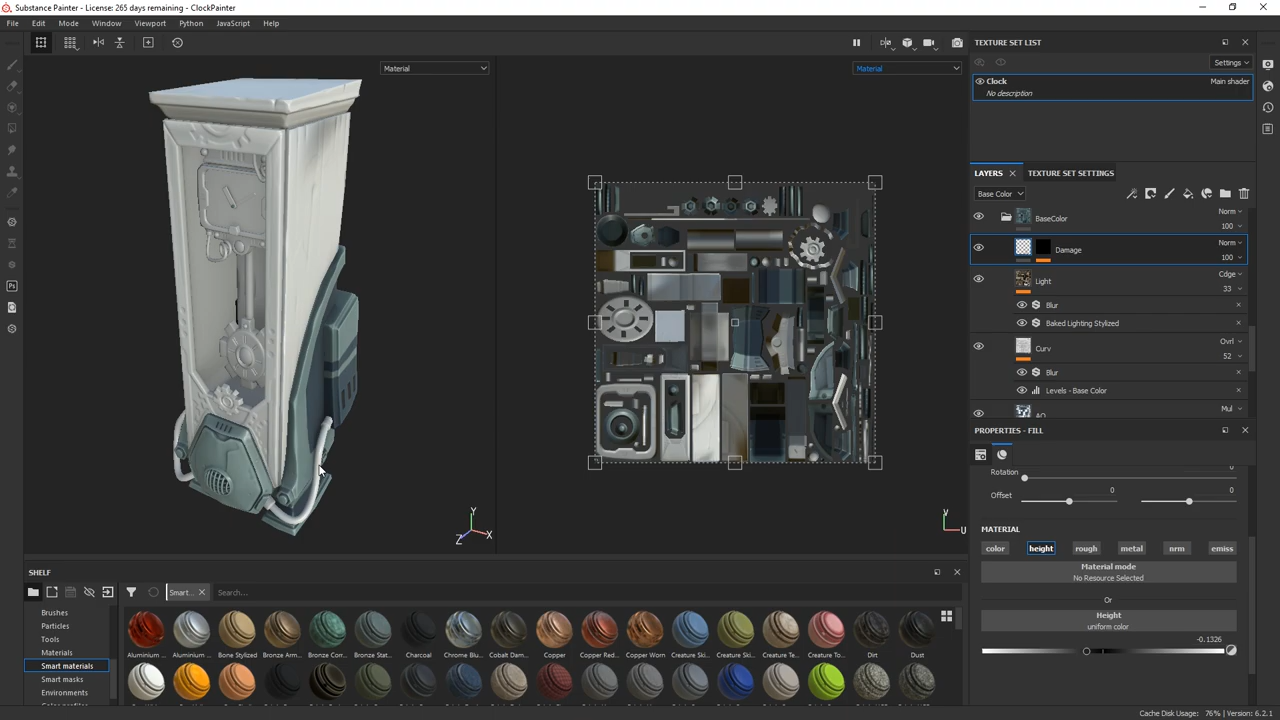 Substance Painter - License: 265 days remaining - ClockPainter
File Edit Mode Window Viewport Python JavaScript Help
Material
Material
TEXTURE SET LIST
Settings
Clock Main shader
No description
LAYERS TEXTURE SET SETTINGS
Base Color
BaseColor Norm 100
Damage Norm 100
Light Cdge 33
Blur
Baked Lighting Stylized
Curv Ovrl 52
Blur
Levels - Base Color
AO Mul
PROPERTIES - FILL
Rotation 0
Offset 0 0
MATERIAL
color height rough metal nrm emiss
Material mode
No Resource Selected
Or
Height
uniform color
-0.1326
Y
X
Z
V
U
SHELF
Smart...
Search...
Brushes
Particles
Tools
Materials
Smart materials
Smart masks
Environments
Aluminium ... Aluminium ... Bone Stylized Bronze Arm... Bronze Corr... Bronze Stat... Charcoal Chrome Blu... Cobalt Dam... Copper Copper Red... Copper Worn Creature Ski... Creature Ski... Creature Te... Creature To... Dirt Dust
Cache Disk Usage: 76% | Version: 6.2.1